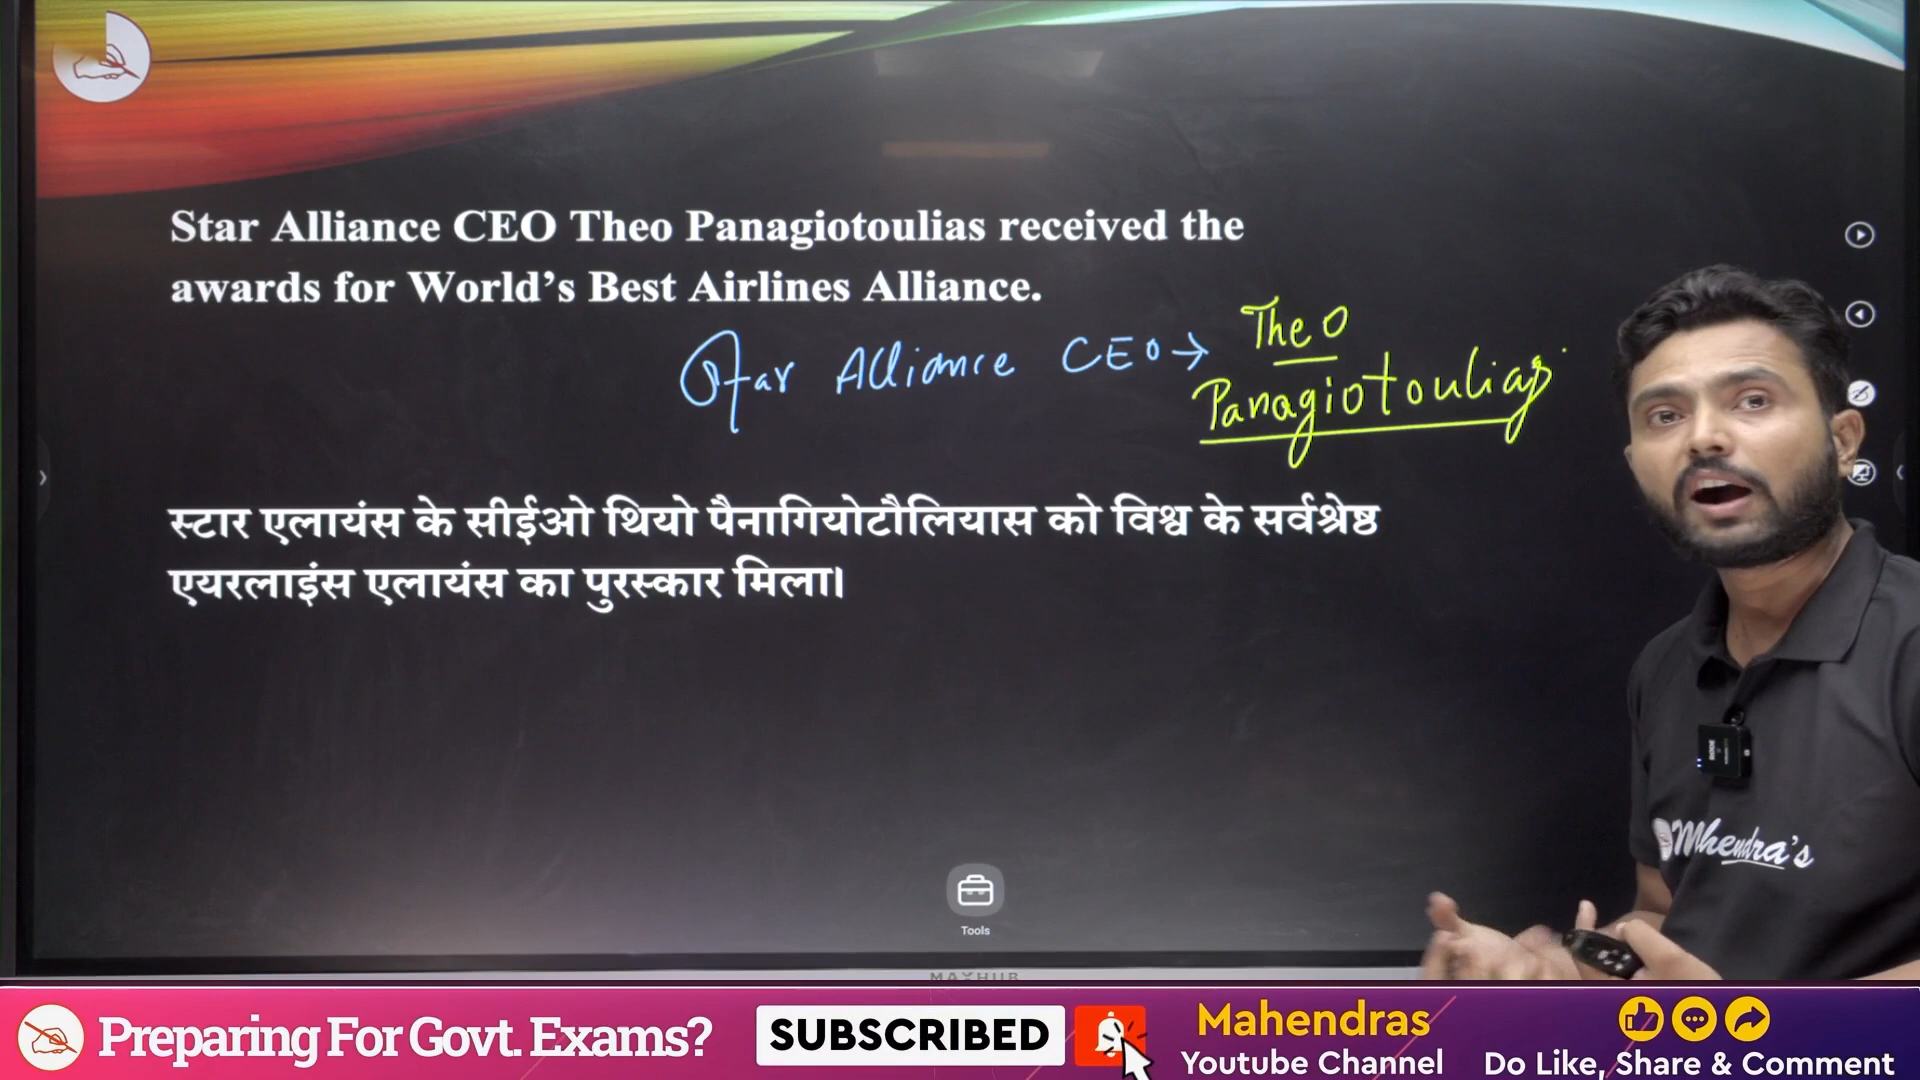 Star Alliance CEO Theo Panagiotoulias received the
awards for World's Best Airlines Alliance.
Star Alliance CEO → Theo
Panagiotoulias
स्टार एलायंस के सीईओ थियो पैनागियोटौलियास को विश्व के सर्वश्रेष्ठ
एयरलाइंस एलायंस का पुरस्कार मिला।
Tools
MAXHUB
Mhendra's
Preparing For Govt. Exams?
SUBSCRIBED
Mahendras
Youtube Channel
Do Like, Share & Comment